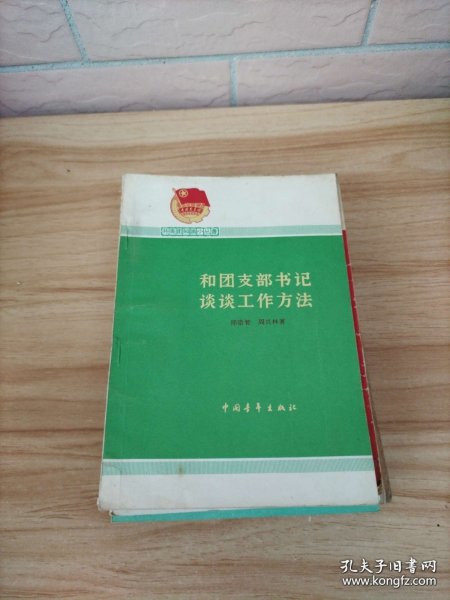 和团支部书记
谈谈工作方法
中国青年出版社
孔夫子旧书网
www.kongfz.com